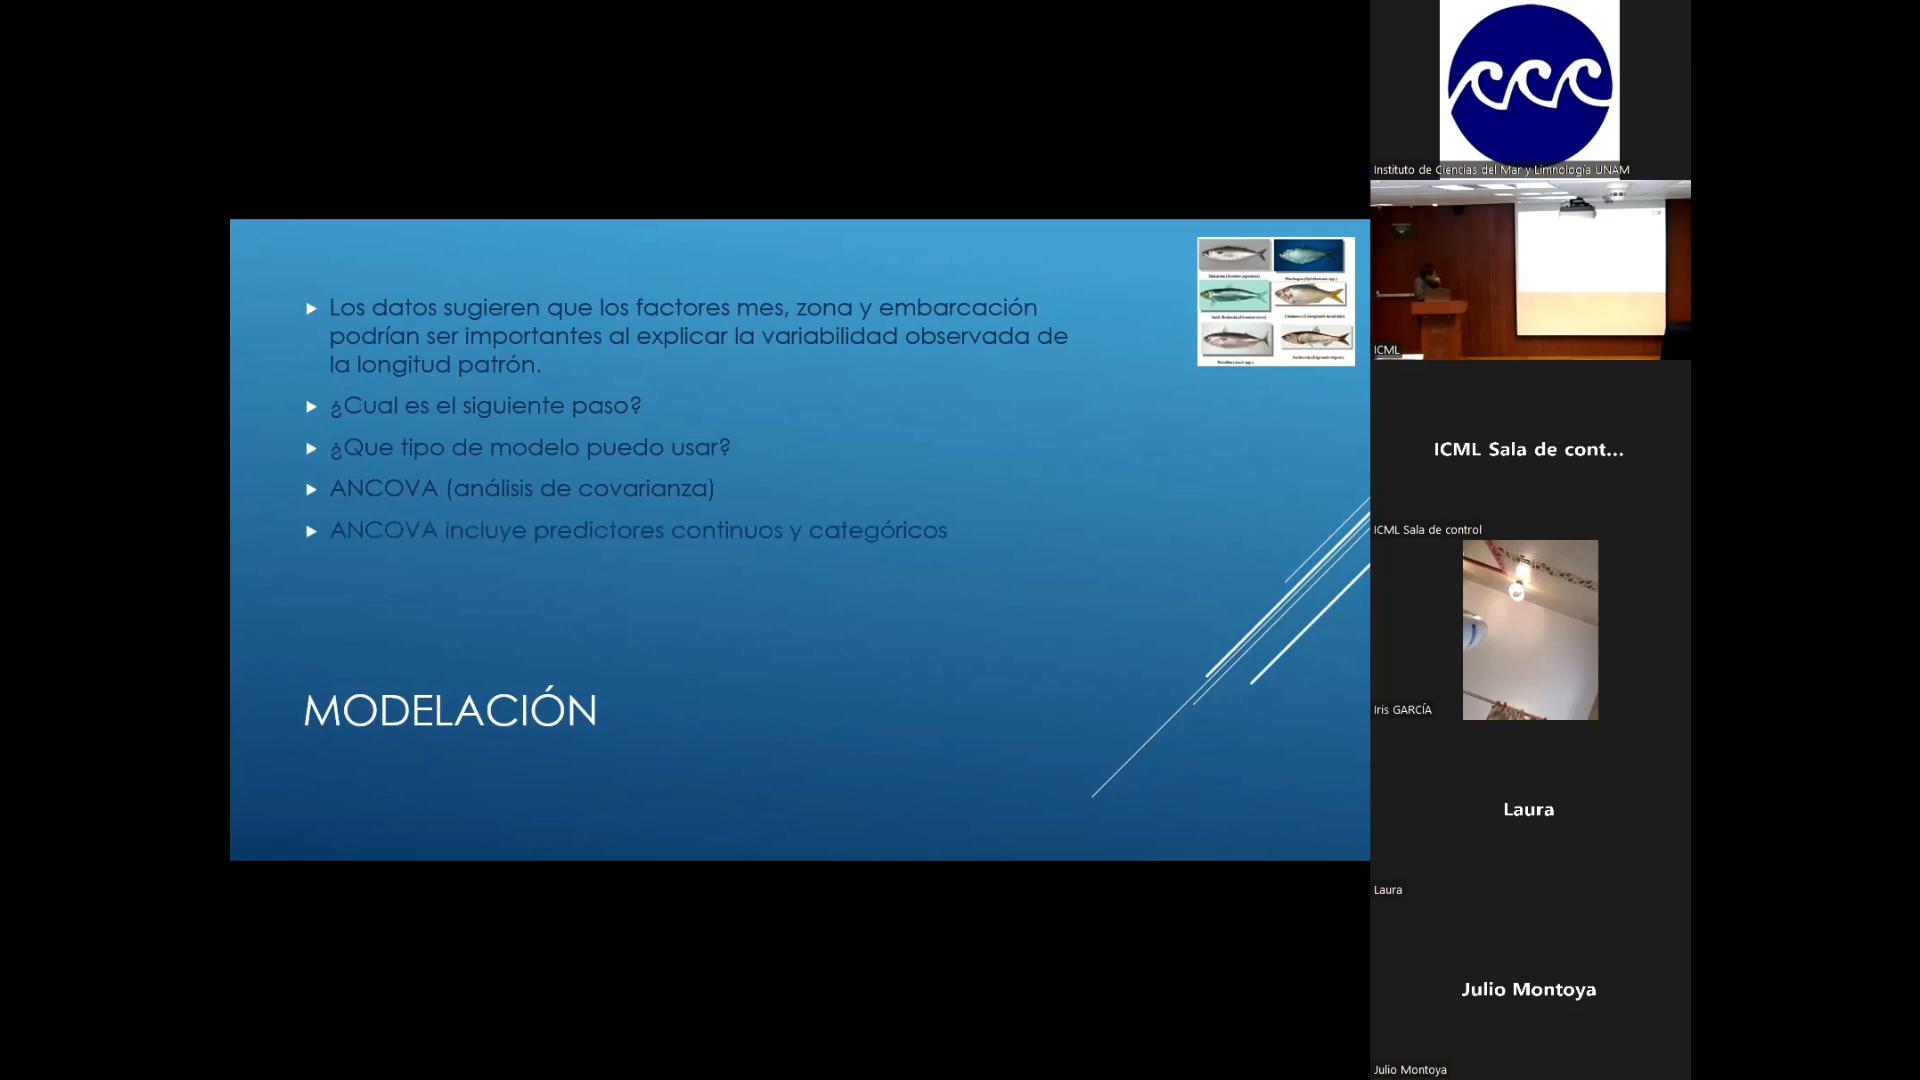 Los datos sugieren que los factores mes, zona y embarcación
podrían ser importantes al explicar la variabilidad observada de
la longitud patrón.
¿Cual es el siguiente paso?
¿Que tipo de modelo puedo usar?
ANCOVA (análisis de covarianza)
ANCOVA incluye predictores continuos y categóricos
MODELACIÓN
Instituto de Ciencias del Mar y Limnología UNAM
ICML
ICML Sala de cont...
ICML Sala de control
Iris GARCÍA
Laura
Laura
Julio Montoya
Julio Montoya